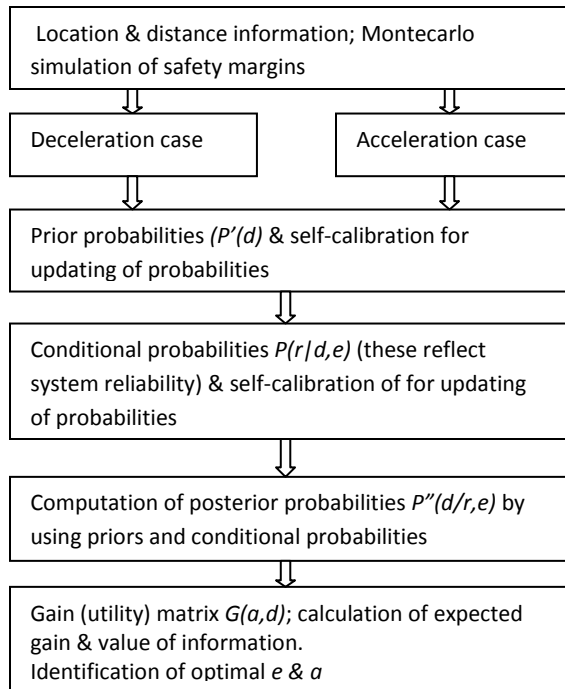 Location & distance information; Montecarlo
simulation of safety margins
Deceleration case
Acceleration case
Prior probabilities (P'(d) & self-calibration for
updating of probabilities
Conditional probabilities P(r|d,e) (these reflect
system reliability) & self-calibration of for updating
of probabilities
Computation of posterior probabilities P"(d/r,e) by
using priors and conditional probabilities
Gain (utility) matrix G(a,d); calculation of expected
gain & value of information.
Identification of optimal e & a